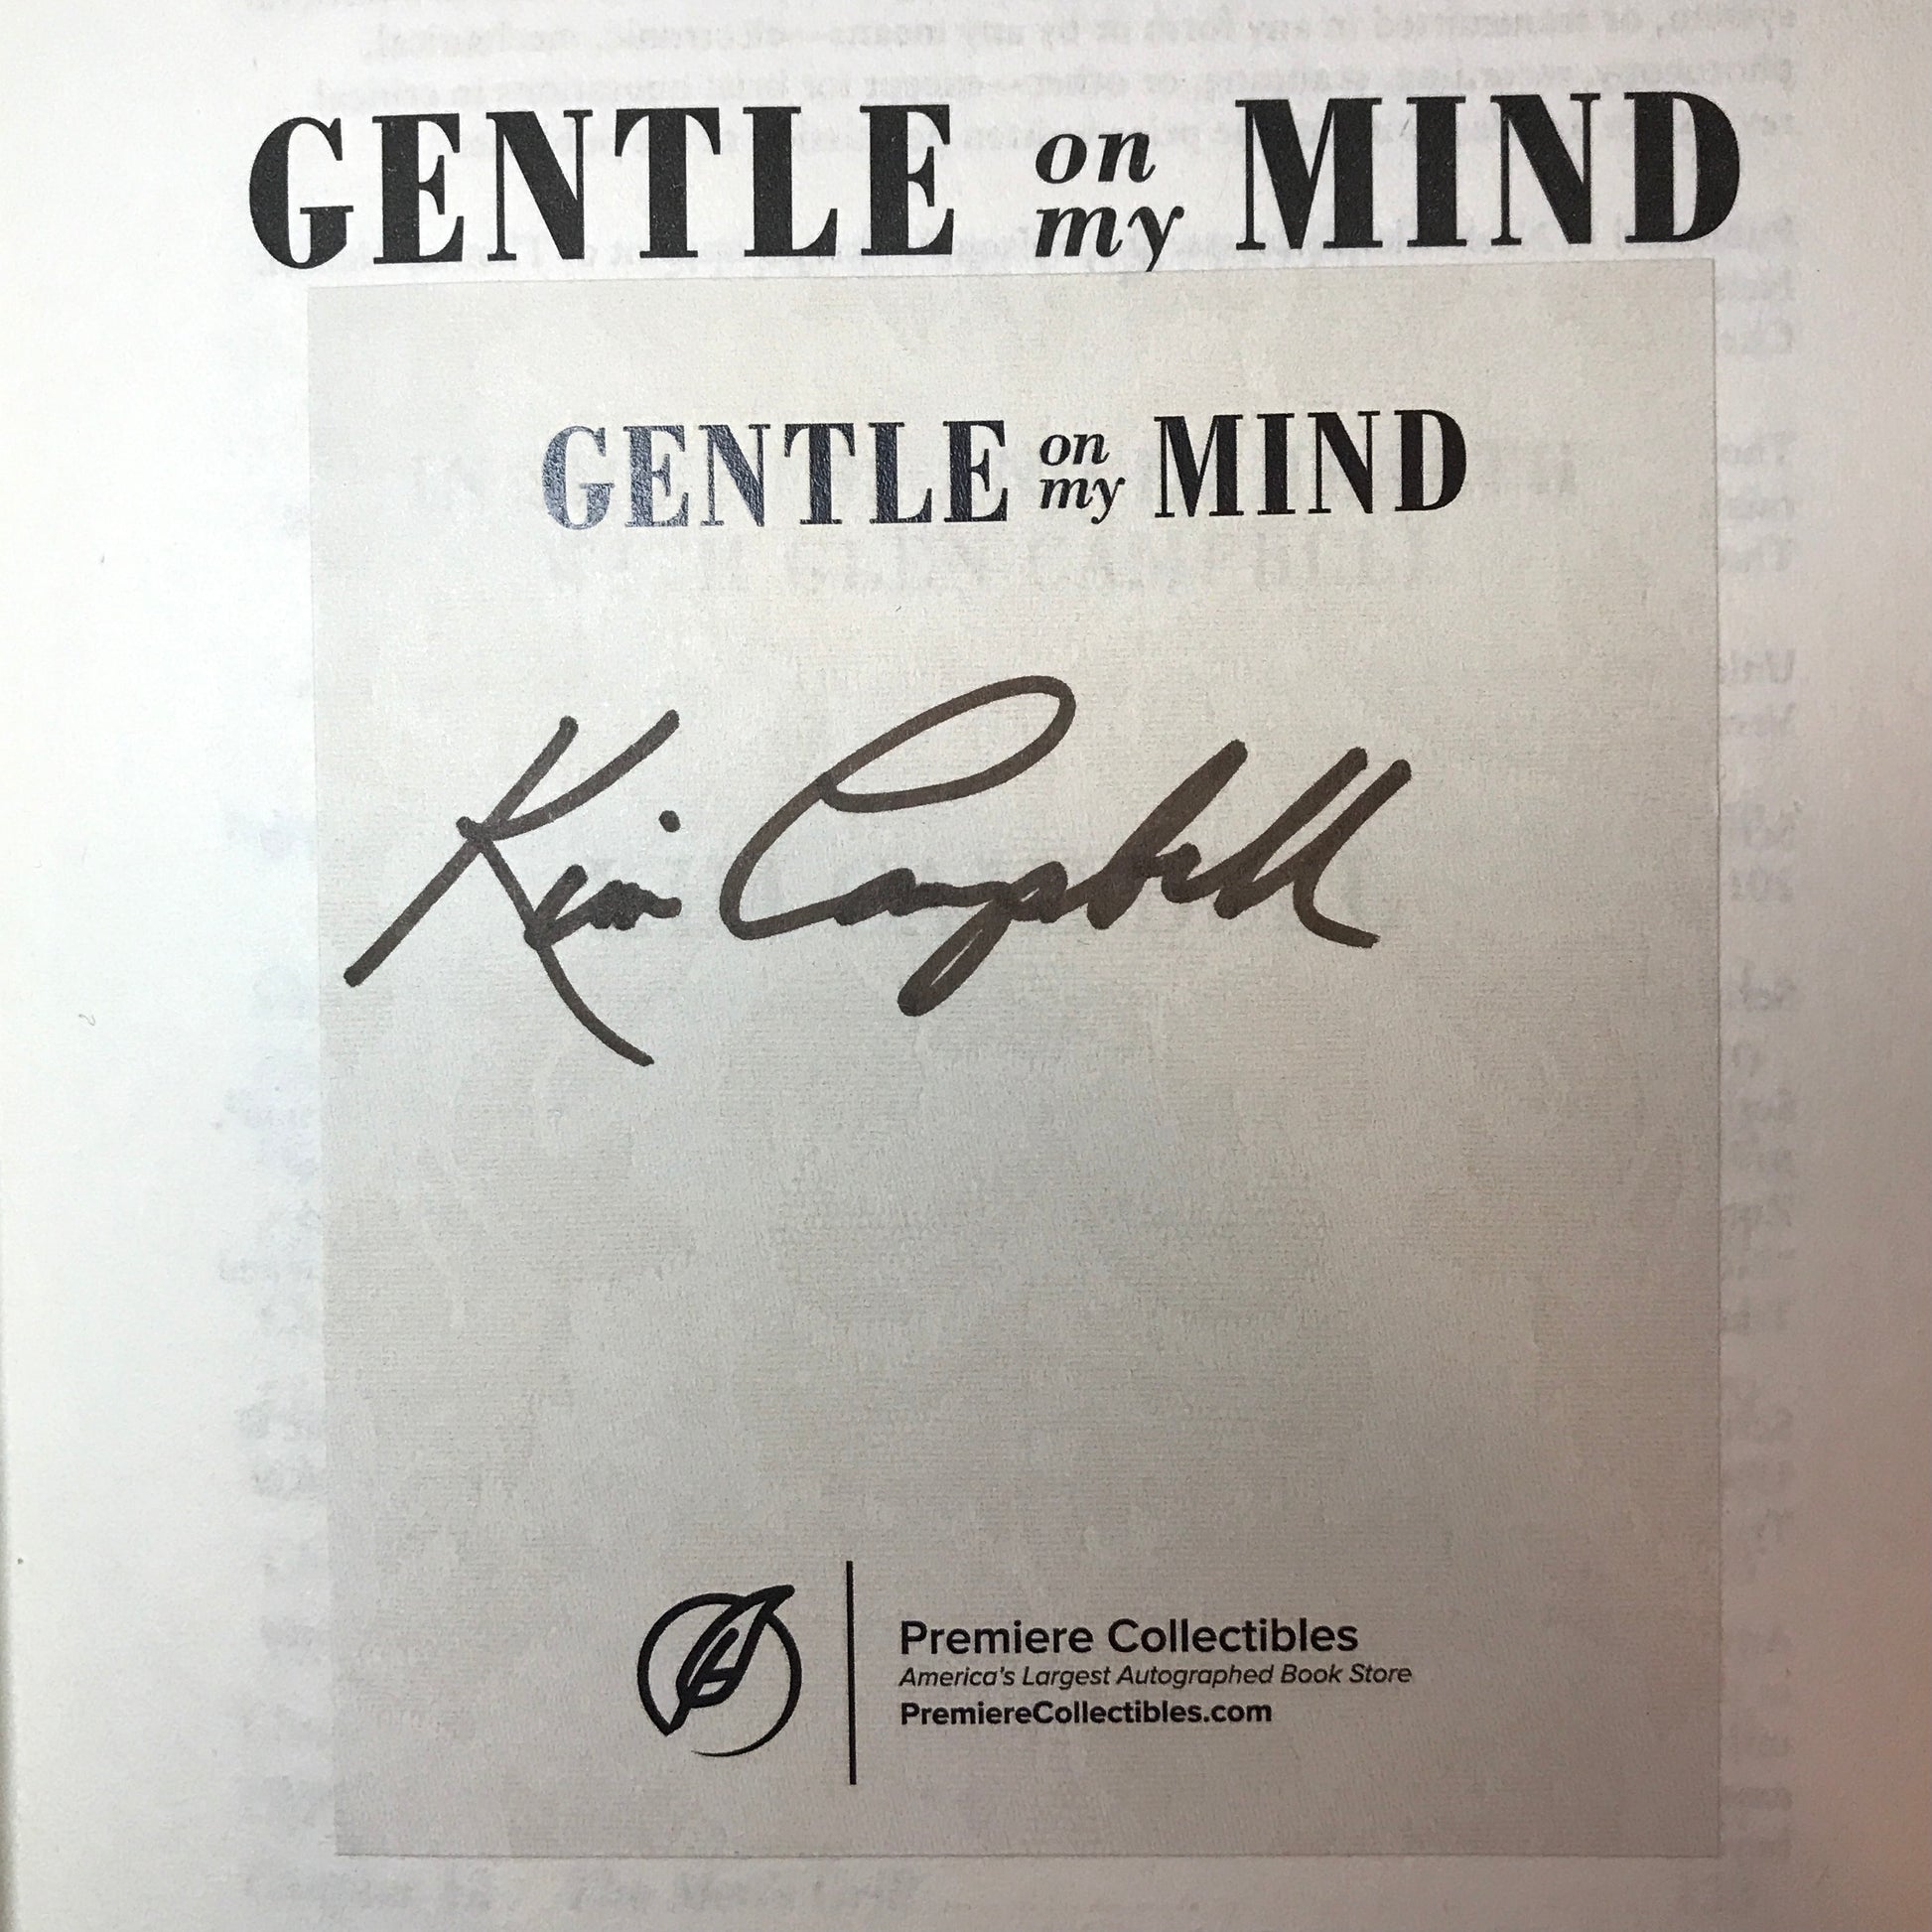 GENTLE on my MIND
GENTLE on my MIND
Kim Campbell
Premiere Collectibles
America's Largest Autographed Book Store
PremiereCollectibles.com